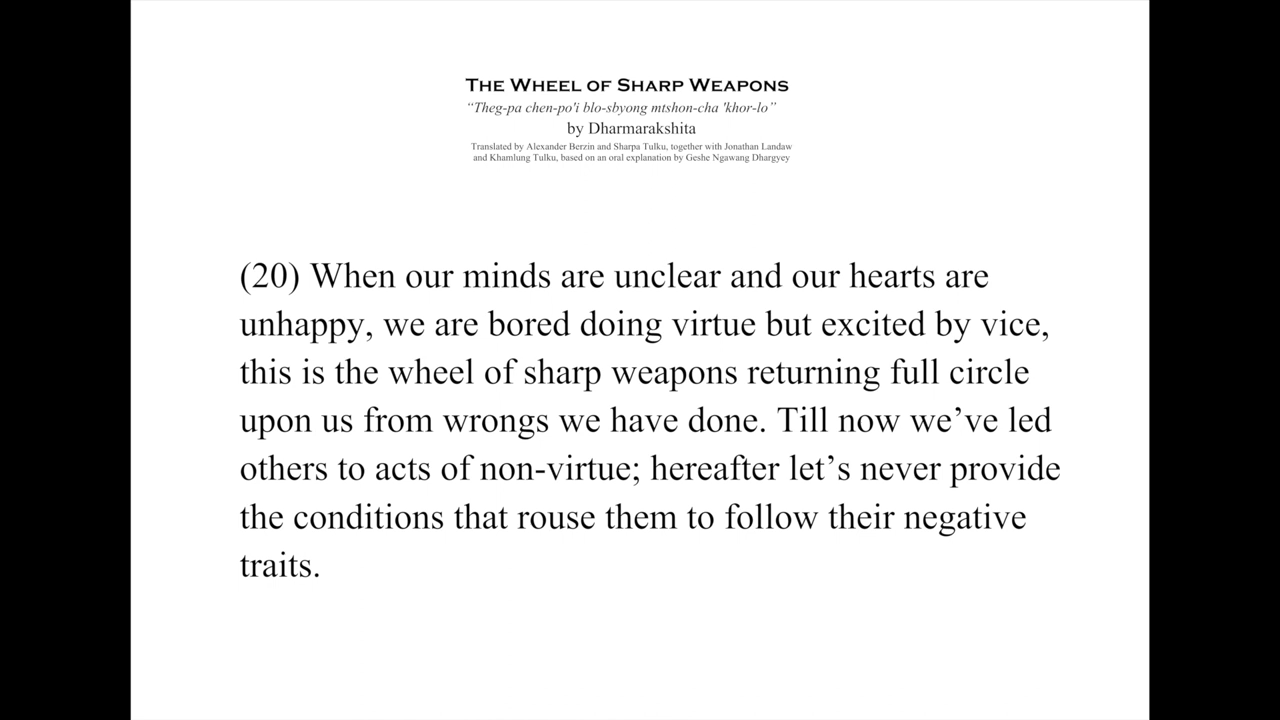 THE WHEEL OF SHARP WEAPONS
“Theg-pa chen-po'i blo-sbyong mtshon-cha 'khor-lo”
by Dharmarakshita
Translated by Alexander Berzin and Sharpa Tulku, together with Jonathan Landaw
and Khamlung Tulku, based on an oral explanation by Geshe Ngawang Dhargyey
(20) When our minds are unclear and our hearts are
unhappy, we are bored doing virtue but excited by vice,
this is the wheel of sharp weapons returning full circle
upon us from wrongs we have done. Till now we’ve led
others to acts of non-virtue; hereafter let’s never provide
the conditions that rouse them to follow their negative
traits.